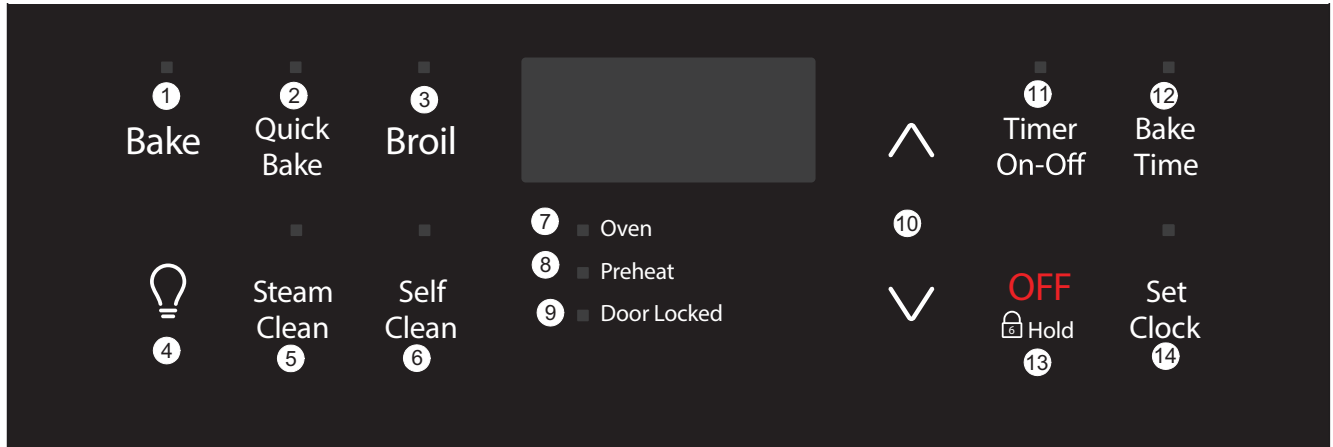 1
Bake
2
Quick
Bake
3
Broil
4
Steam
Clean
5
Self
Clean
6
7 Oven
8 Preheat
9 Door Locked
10
11
Timer
On-Off
12
Bake
Time
OFF
6 Hold
13
Set
Clock
14